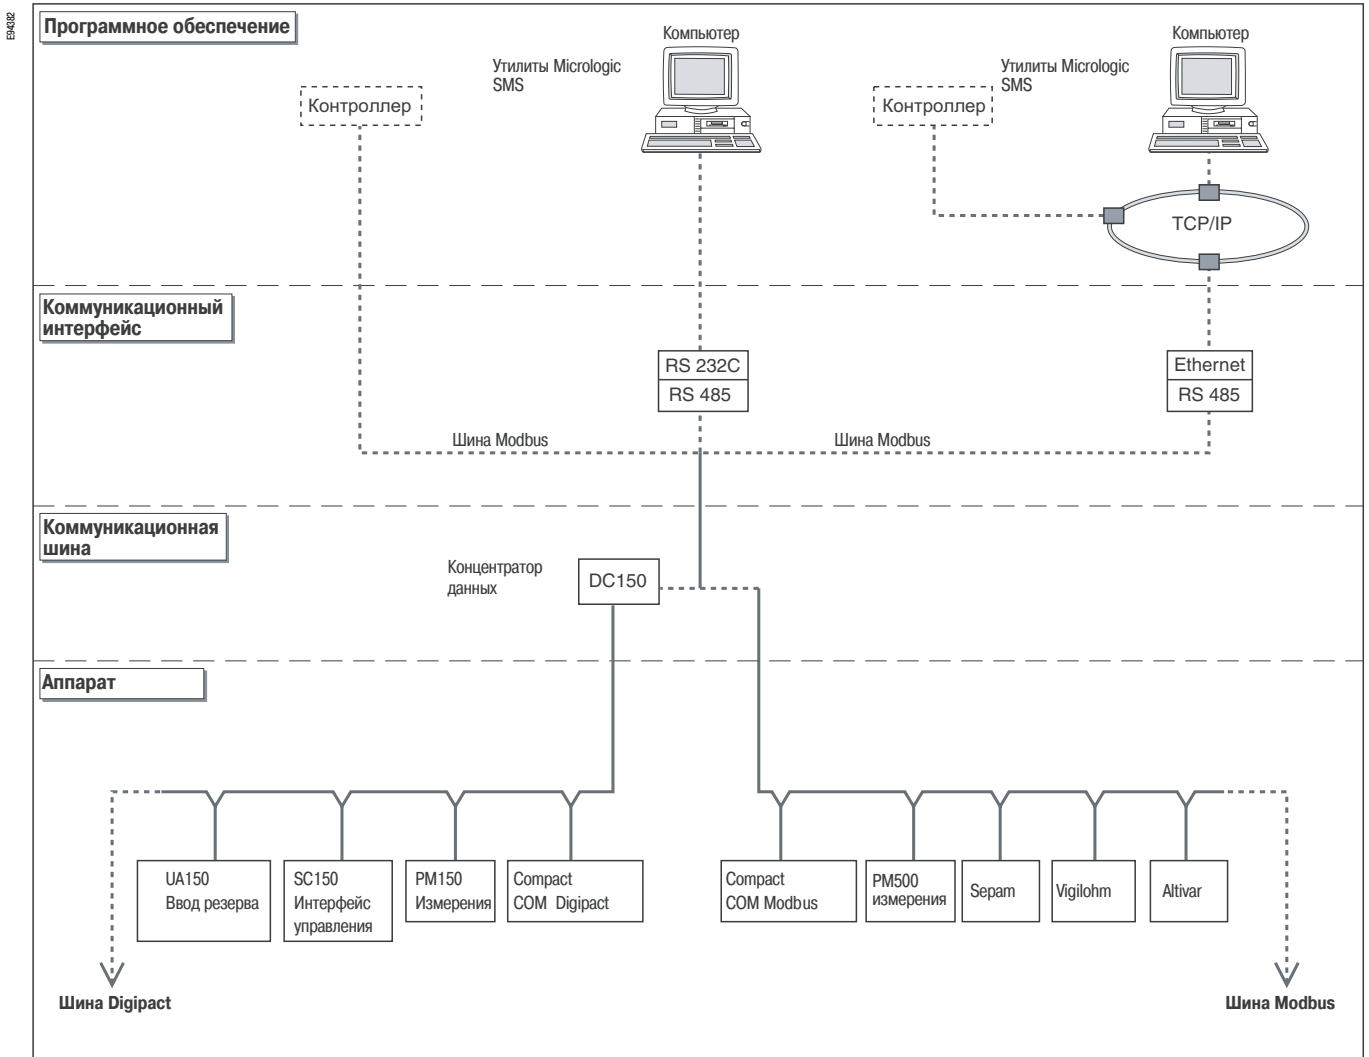 E94382
Программное обеспечение
Компьютер
Компьютер
Утилиты Micrologic
SMS
Утилиты Micrologic
SMS
Контроллер
Контроллер
TCP/IP
Коммуникационный
интерфейс
RS 232C
RS 485
Ethernet
RS 485
Шина Modbus
Шина Modbus
Коммуникационная
шина
Концентратор
данных
DC150
Аппарат
UA150
Ввод резерва
SC150
Интерфейс
управления
PM150
Измерения
Compact
COM Digipact
Compact
COM Modbus
PM500
измерения
Sepam
Vigilohm
Altivar
Шина Digipact
Шина Modbus